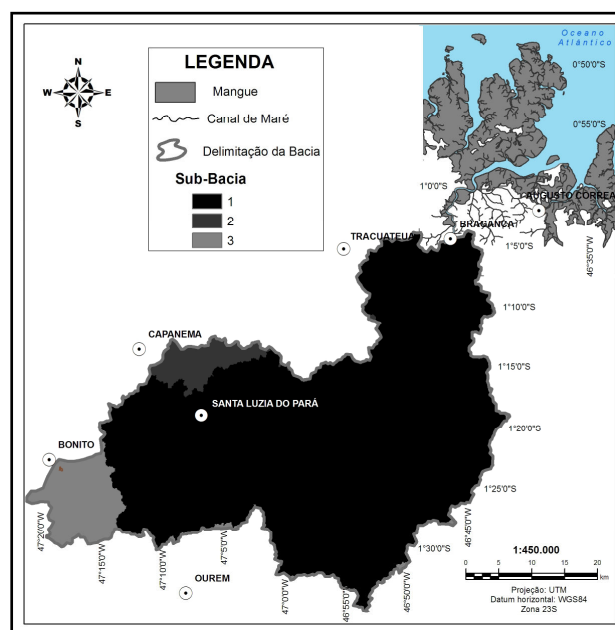 Oceano
Atlântico
0°50'0"S
0°55'0"S
1°0'0"S
AUGUSTO CORREA
BRAGANÇA
TRACUATEUA
1°5'0"S
46°35'0"W
LEGENDA
N
W E
S
Mangue
Canal de Maré
Delimitação da Bacia
Sub-Bacia
1
2
3
1°10'0"S
CAPANEMA
1°15'0"S
SANTA LUZIA DO PARÁ
1°20'0"S
BONITO
1°25'0"S
47°20'0"W
47°15'0"W
47°10'0"W
47°5'0"W
46°45'0"W
1°30'0"S
1:450.000
OUREM
47°0'0"W
46°55'0"W
46°50'0"W
0 5 10 15 20
km
Projeção: UTM
Datum horizontal: WGS84
Zona 23S